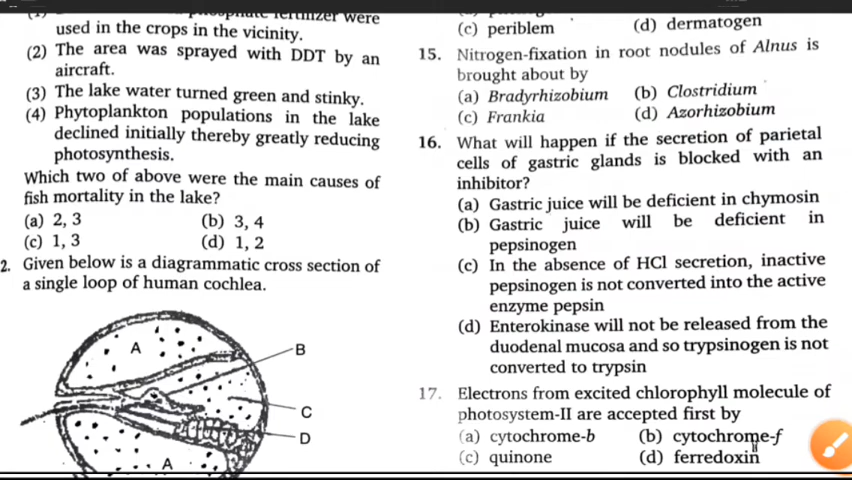 fertilizer were
used in the crops in the vicinity.
(2) The area was sprayed with DDT by an
aircraft.
(3) The lake water turned green and stinky.
(4) Phytoplankton populations in the lake
declined initially thereby greatly reducing
photosynthesis.
Which two of above were the main causes of
fish mortality in the lake?
(a) 2, 3 (b) 3, 4
(c) 1, 3 (d) 1, 2
2. Given below is a diagrammatic cross section of
a single loop of human cochlea.
A
B
C
D
A
(c) periblem (d) dermatogen
15. Nitrogen-fixation in root nodules of Alnus is
brought about by
(a) Bradyrhizobium (b) Clostridium
(c) Frankia (d) Azorhizobium
16. What will happen if the secretion of parietal
cells of gastric glands is blocked with an
inhibitor?
(a) Gastric juice will be deficient in chymosin
(b) Gastric juice will be deficient in
pepsinogen
(c) In the absence of HCl secretion, inactive
pepsinogen is not converted into the active
enzyme pepsin
(d) Enterokinase will not be released from the
duodenal mucosa and so trypsinogen is not
converted to trypsin
17. Electrons from excited chlorophyll molecule of
photosystem-II are accepted first by
(a) cytochrome-b (b) cytochrome-f
(c) quinone (d) ferredoxin